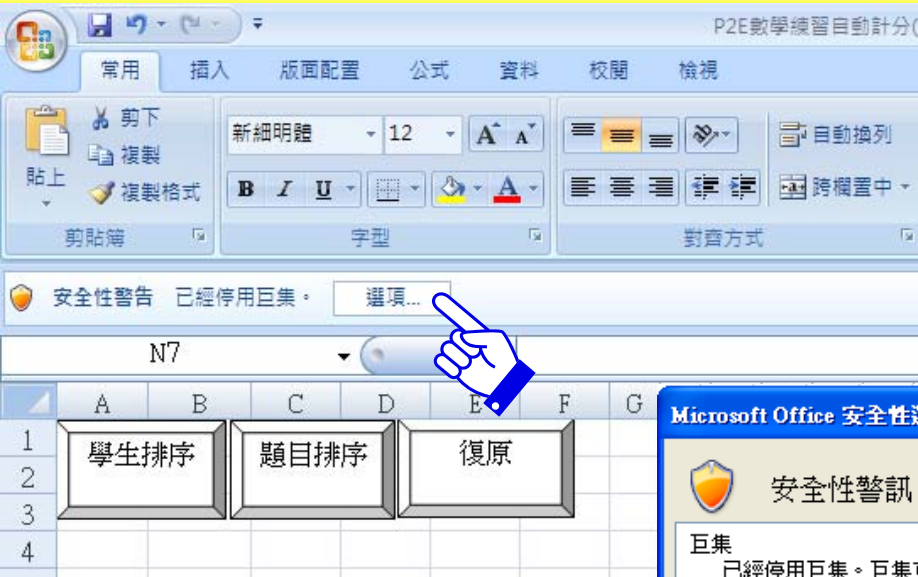 P2E數學練習自動計分(
常用 插入 版面配置 公式 資料 校閱 檢視
剪下
新細明體 12 A A 自動換列
複製
貼上
複製格式 B I U A 跨欄置中
剪貼簿 字型 對齊方式
安全性警告 已經停用巨集。 選項...
N7
A B C D E F G
1
學生排序 題目排序 復原
2
3
4
Microsoft Office 安全性
安全性警訊
巨集
已經停用巨集。巨集